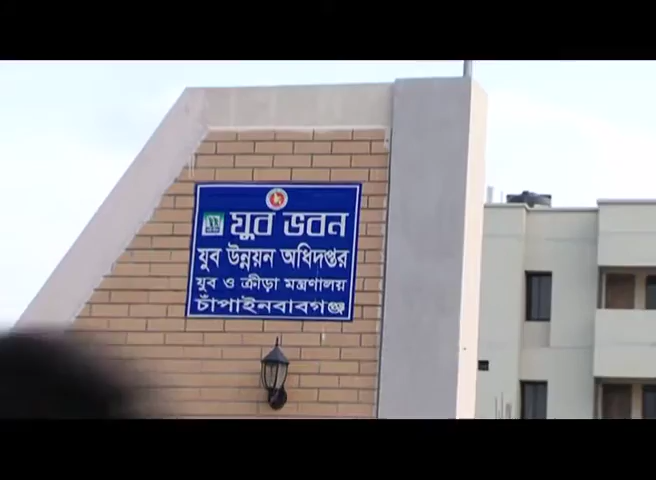 যুব ভবন
যুব উন্নয়ন অধিদপ্তর
যুব ও ক্রীড়া মন্ত্রণালয়
চাঁপাইনবাবগঞ্জ